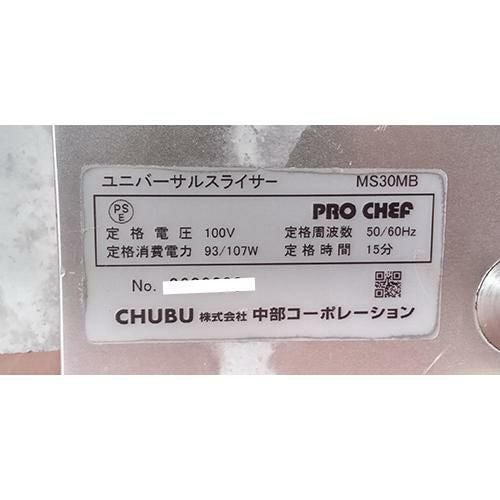 ユニバーサルスライサー MS30MB
PS
E
PRO CHEF
定格電圧 100V 定格周波数 50/60Hz
定格消費電力 93/107W 定格時間 15分
No.
CHUBU 株式会社 中部コーポレーション